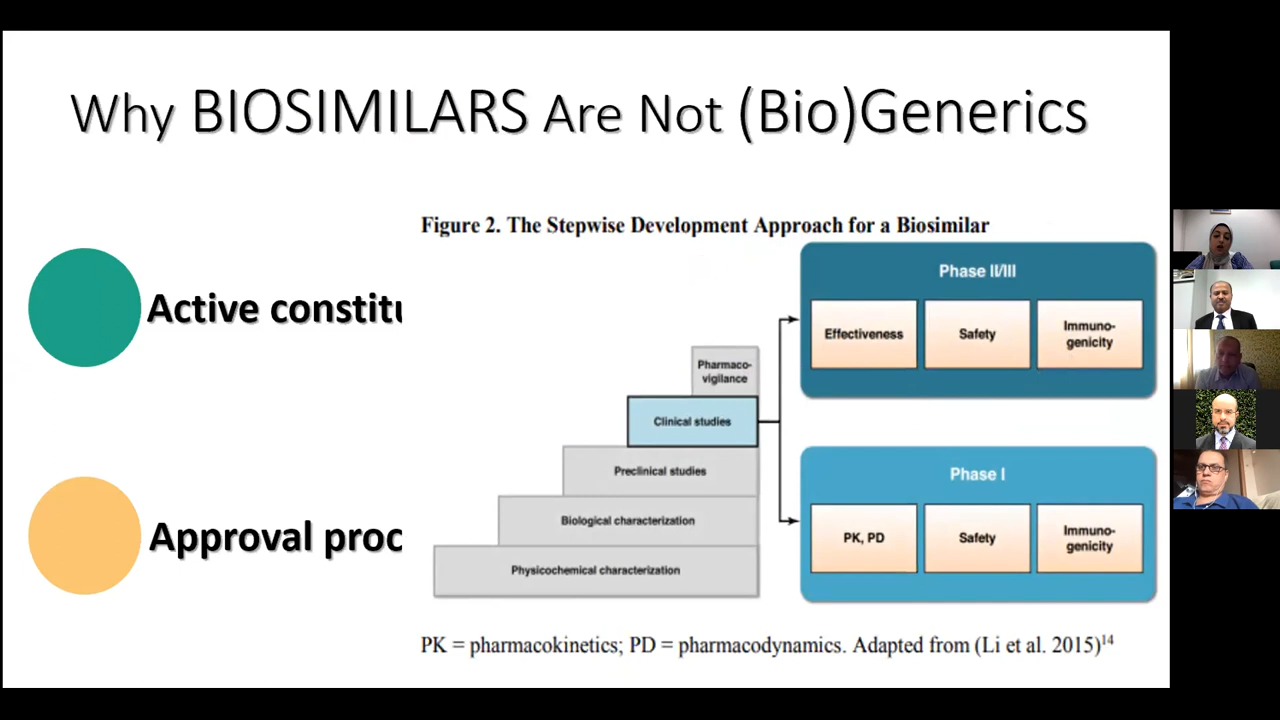 Why BIOSIMILARS Are Not (Bio)Generics
Active constitu
Approval proc
Figure 2. The Stepwise Development Approach for a Biosimilar
Pharmaco-
vigilance
Clinical studies
Preclinical studies
Biological characterization
Physicochemical characterization
Phase II/III
Effectiveness
Safety
Immuno-
genicity
Phase I
PK, PD
Safety
Immuno-
genicity
PK = pharmacokinetics; PD = pharmacodynamics. Adapted from (Li et al. 2015)14